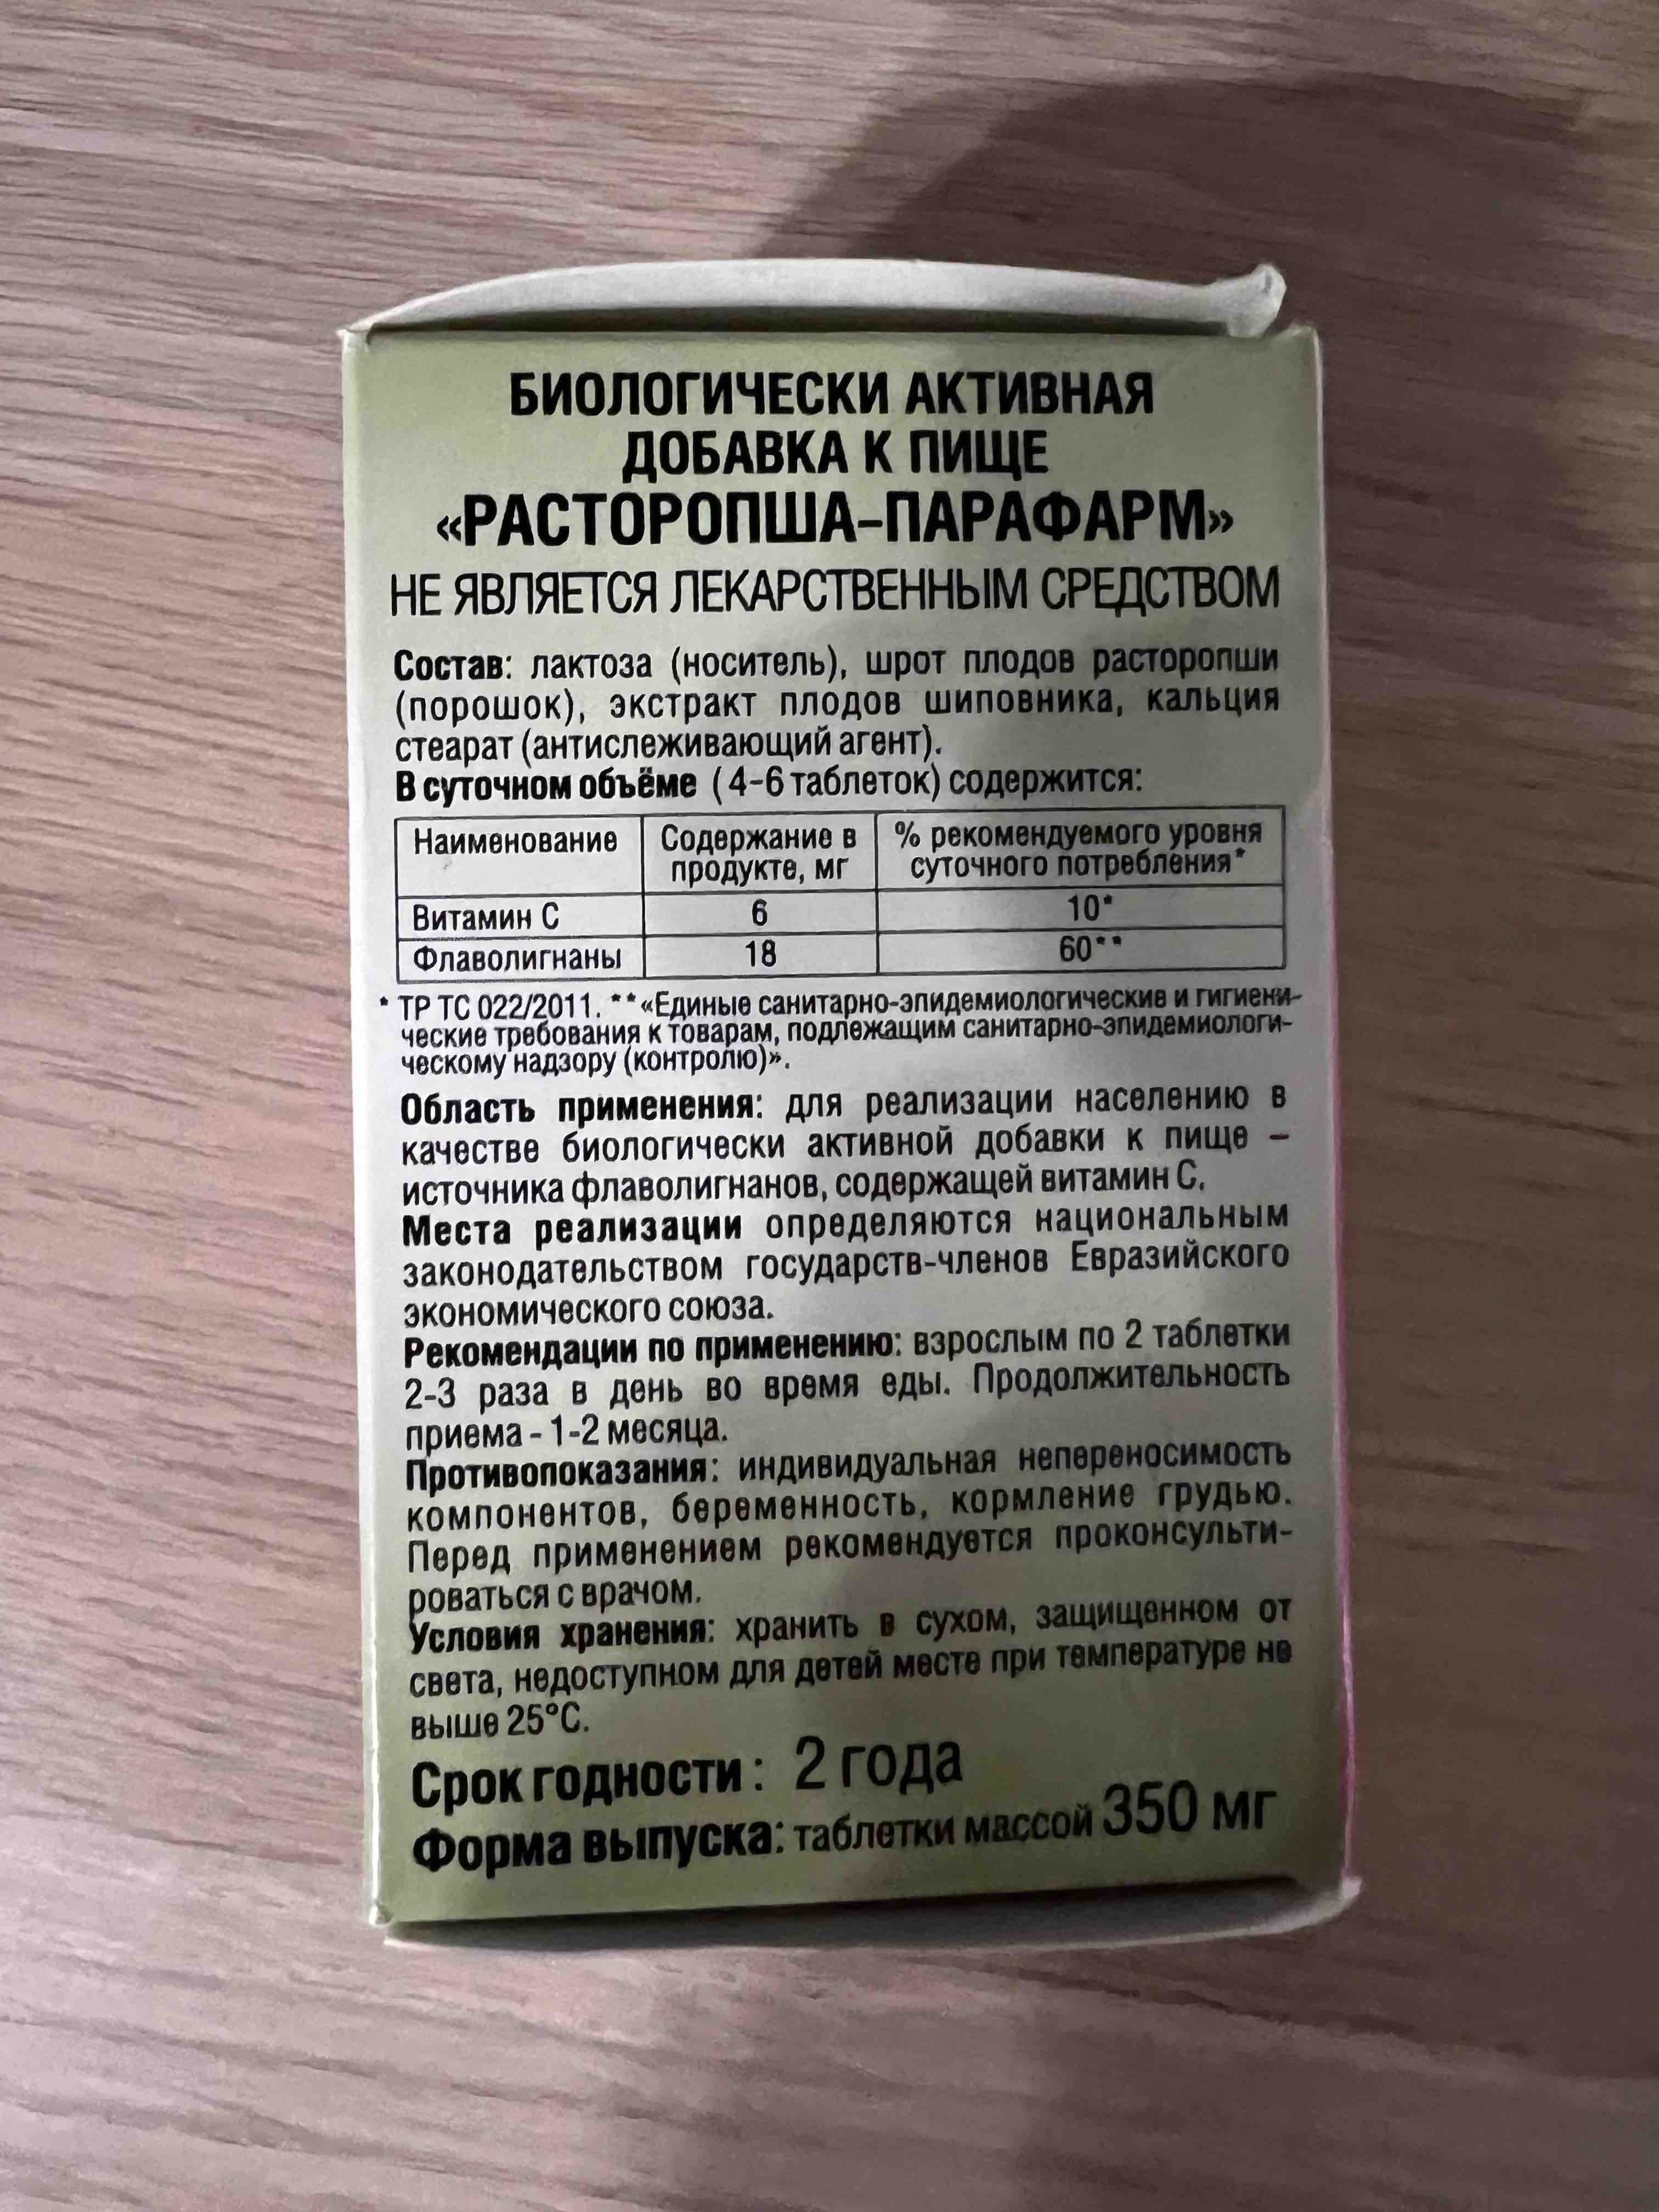 БИОЛОГИЧЕСКИ АКТИВНАЯ
ДОБАВКА К ПИЩЕ
«РАСТОРОПША-ПАРАФАРМ»
НЕ ЯВЛЯЕТСЯ ЛЕКАРСТВЕННЫМ СРЕДСТВОМ
Состав: лактоза (носитель), шрот плодов расторопши
(порошок), экстракт плодов шиповника, кальция
стеарат (антислеживающий агент).
В суточном объёме (4-6 таблеток) содержится:
Наименование Содержание в продукте, мг % рекомендуемого уровня суточного потребления*
Витамин С 6 10*
Флаволигнаны 18 60**
* ТР ТС 022/2011. **«Единые санитарно-эпидемиологические и гигиени-
ческие требования к товарам, подлежащим санитарно-эпидемиологи-
ческому надзору (контролю)».
Область применения: для реализации населению в
качестве биологически активной добавки к пище –
источника флаволигнанов, содержащей витамин С.
Места реализации определяются национальным
законодательством государств-членов Евразийского
экономического союза.
Рекомендации по применению: взрослым по 2 таблетки
2-3 раза в день во время еды. Продолжительность
приема - 1-2 месяца.
Противопоказания: индивидуальная непереносимость
компонентов, беременность, кормление грудью.
Перед применением рекомендуется проконсульти-
роваться с врачом.
Условия хранения: хранить в сухом, защищенном от
света, недоступном для детей месте при температуре не
выше 25°С.
Срок годности: 2 года
Форма выпуска: таблетки массой 350 мг